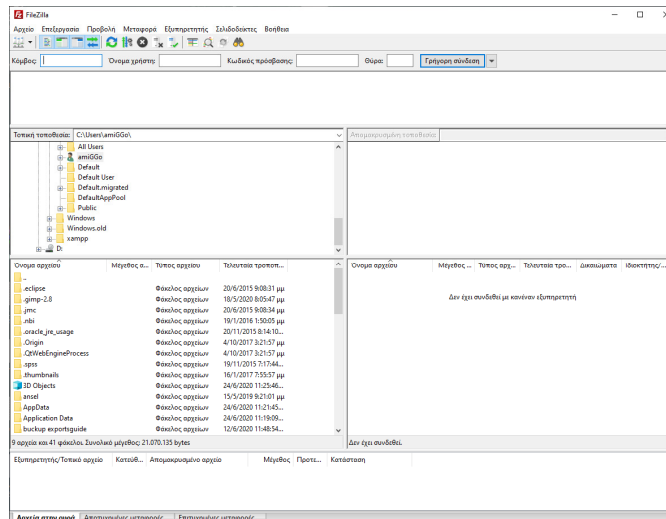 FileZilla
Αρχείο Επεξεργασία Προβολή Μεταφορά Εξυπηρετητής Σελιδοδείκτες Βοήθεια
Κόμβος: Όνομα χρήστη: Κωδικός πρόσβασης: Θύρα: Γρήγορη σύνδεση
Τοπική τοποθεσία: C:\Users\amiGGo\ Απομακρυσμένη τοποθεσία:
All Users
amiGGo
Default
Default User
Default.migrated
DefaultAppPool
Public
Windows
Windows.old
xampp
D:
Όνομα αρχείου Μέγεθος α... Τύπος αρχείου Τελευταία τροποπ... Όνομα αρχείου Μέγεθος ... Τύπος αρχ... Τελευταία τρο... Δικαιώματα Ιδιοκτήτης/...
..
.eclipse Φάκελος αρχείων 20/6/2015 9:08:31 μμ
.gimp-2.8 Φάκελος αρχείων 18/5/2020 8:05:47 μμ
.jmc Φάκελος αρχείων 20/6/2015 9:08:34 μμ
.nbi Φάκελος αρχείων 19/1/2016 1:50:05 μμ
.oracle_jre_usage Φάκελος αρχείων 20/11/2015 8:14:10...
.Origin Φάκελος αρχείων 4/10/2017 3:21:57 μμ
.QtWebEngineProcess Φάκελος αρχείων 4/10/2017 3:21:57 μμ
.spss Φάκελος αρχείων 19/11/2015 7:17:44...
.thumbnails Φάκελος αρχείων 16/1/2017 7:55:57 μμ
3D Objects Φάκελος αρχείων 24/6/2020 11:25:46...
ansel Φάκελος αρχείων 15/5/2019 9:21:01 μμ
AppData Φάκελος αρχείων 24/6/2020 11:21:45...
Application Data Φάκελος αρχείων 24/6/2020 11:19:09...
buckup exportsguide Φάκελος αρχείων 12/6/2020 11:48:54...
Δεν έχει συνδεθεί με κανέναν εξυπηρετητή
9 αρχεία και 41 φάκελοι. Συνολικό μέγεθος: 21.070.135 bytes Δεν έχει συνδεθεί.
Εξυπηρετητής/Τοπικό αρχείο Κατεύθ... Απομακρυσμένο αρχείο Μέγεθος Προτε... Κατάσταση
Αρχεία στην ουρά Αποτυχημένες μεταφορές Επιτυχημένες μεταφορές